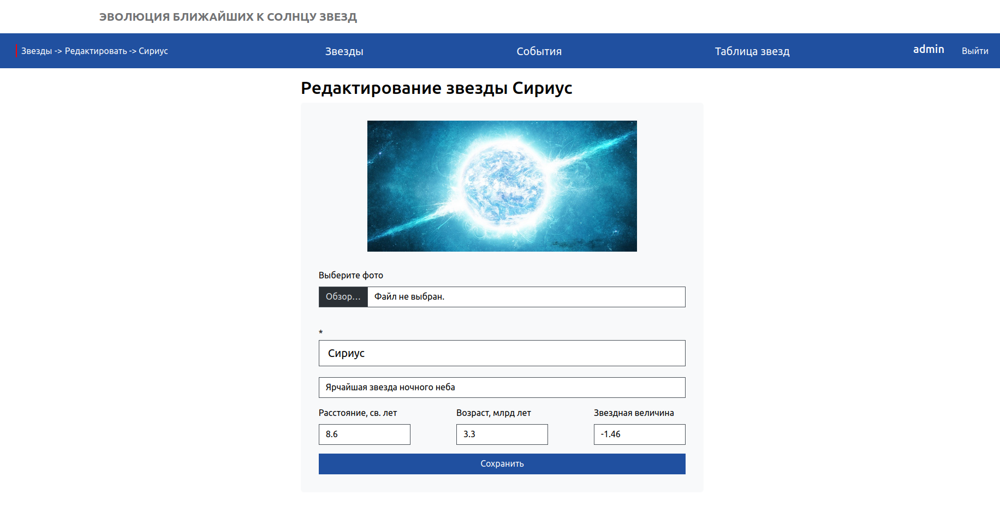 ЭВОЛЮЦИЯ БЛИЖАЙШИХ К СОЛНЦУ ЗВЕЗД
Звезды -> Редактировать -> Сириус
Звезды
События
Таблица звезд
admin
Выйти
Редактирование звезды Сириус
Выберите фото
Обзор... Файл не выбран.
*
Сириус
Ярчайшая звезда ночного неба
Расстояние, св. лет
Возраст, млрд лет
Звездная величина
8.6
3.3
-1.46
Сохранить